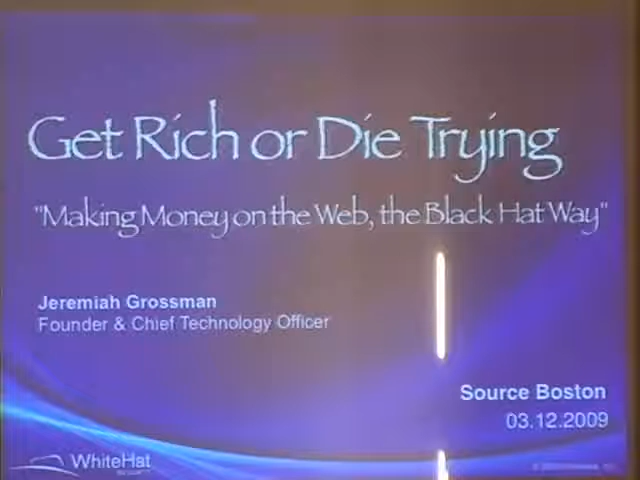 Get Rich or Die Trying
"Making Money on the Web, the Black Hat Way"
Jeremiah Grossman
Founder & Chief Technology Officer
Source Boston
03.12.2009
WhiteHat